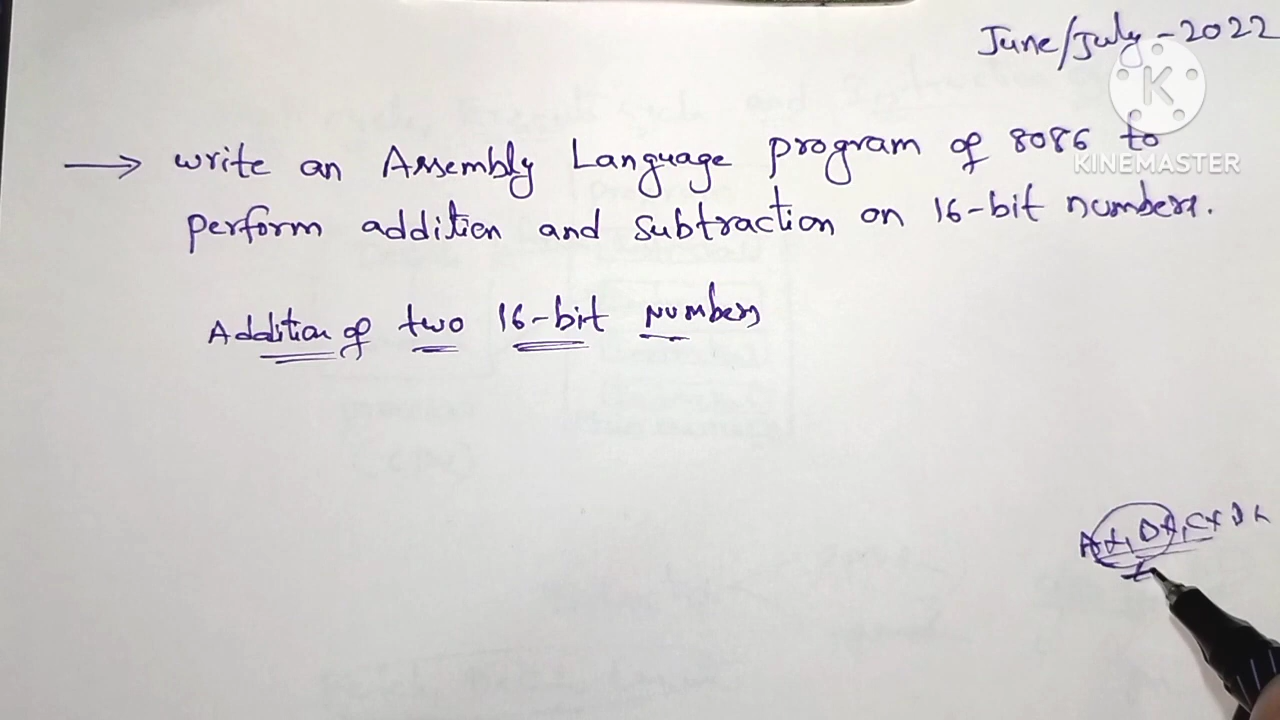 June/July-2022
K
KINEMASTER
→ write an Assembly Language program of 8086 to
perform addition and subtraction on 16-bit numbers.
Addition of two 16-bit numbers